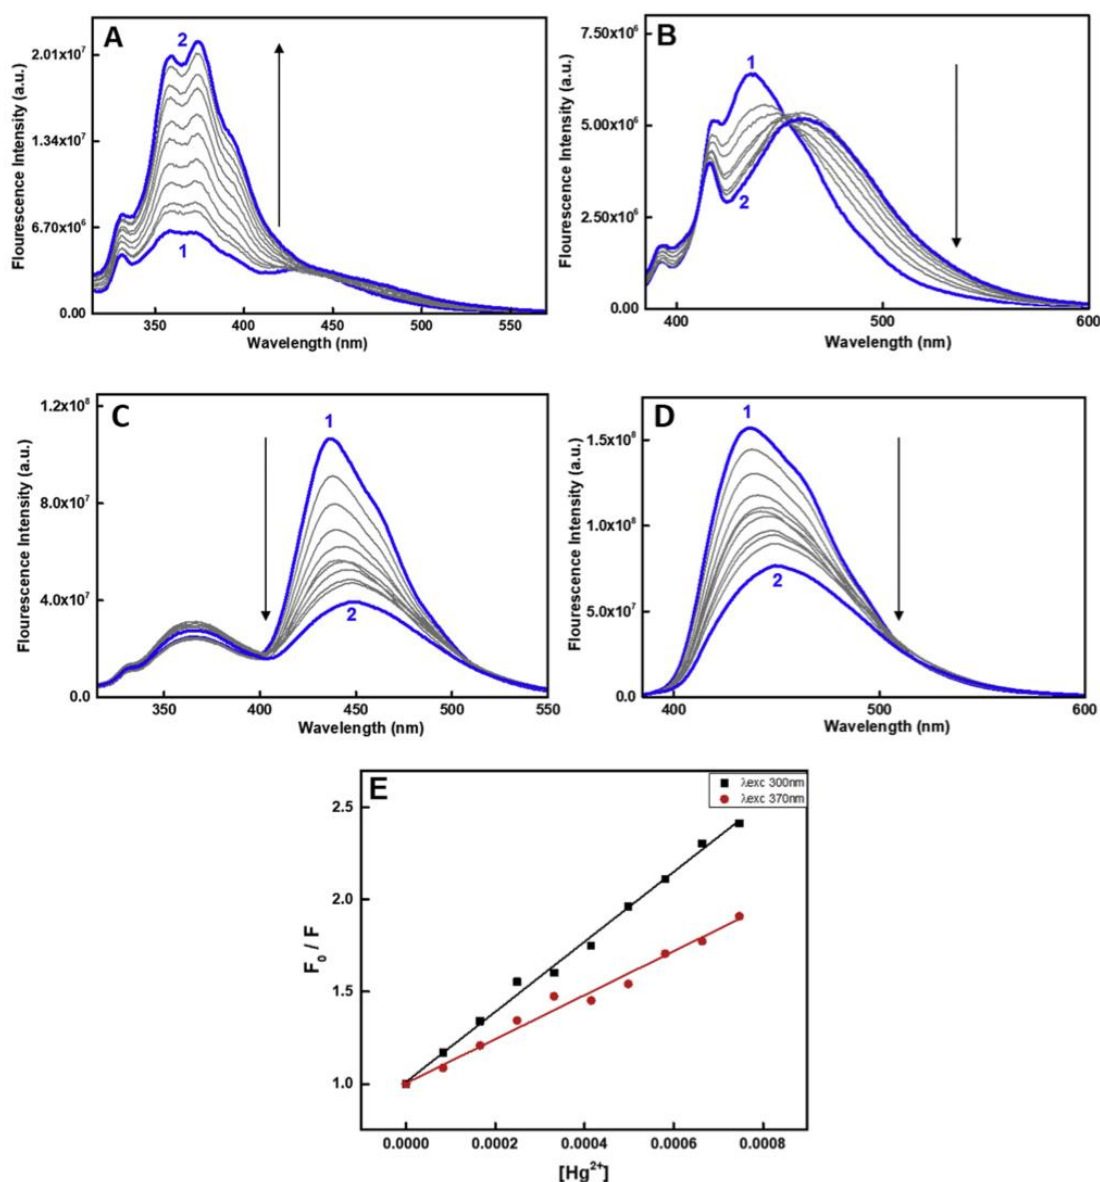 A
2
2.01x10⁷
1.34x10⁷
6.70x10⁶
0.00
1
Flourescence Intensity (a.u.)
350 400 450 500 550
Wavelength (nm)
B
1
7.50x10⁶
5.00x10⁶
2.50x10⁶
0.00
2
Flourescence Intensity (a.u.)
400 500 600
Wavelength (nm)
C
1
1.2x10⁸
8.0x10⁷
4.0x10⁷
0.0
2
Flourescence Intensity (a.u.)
350 400 450 500 550
Wavelength (nm)
D
1
1.5x10⁸
1.0x10⁸
5.0x10⁷
0.0
2
Flourescence Intensity (a.u.)
400 500 600
Wavelength (nm)
E
λexc 300nm
λexc 370nm
2.5
2.0
1.5
1.0
F₀ / F
0.0000 0.0002 0.0004 0.0006 0.0008
[Hg²⁺]